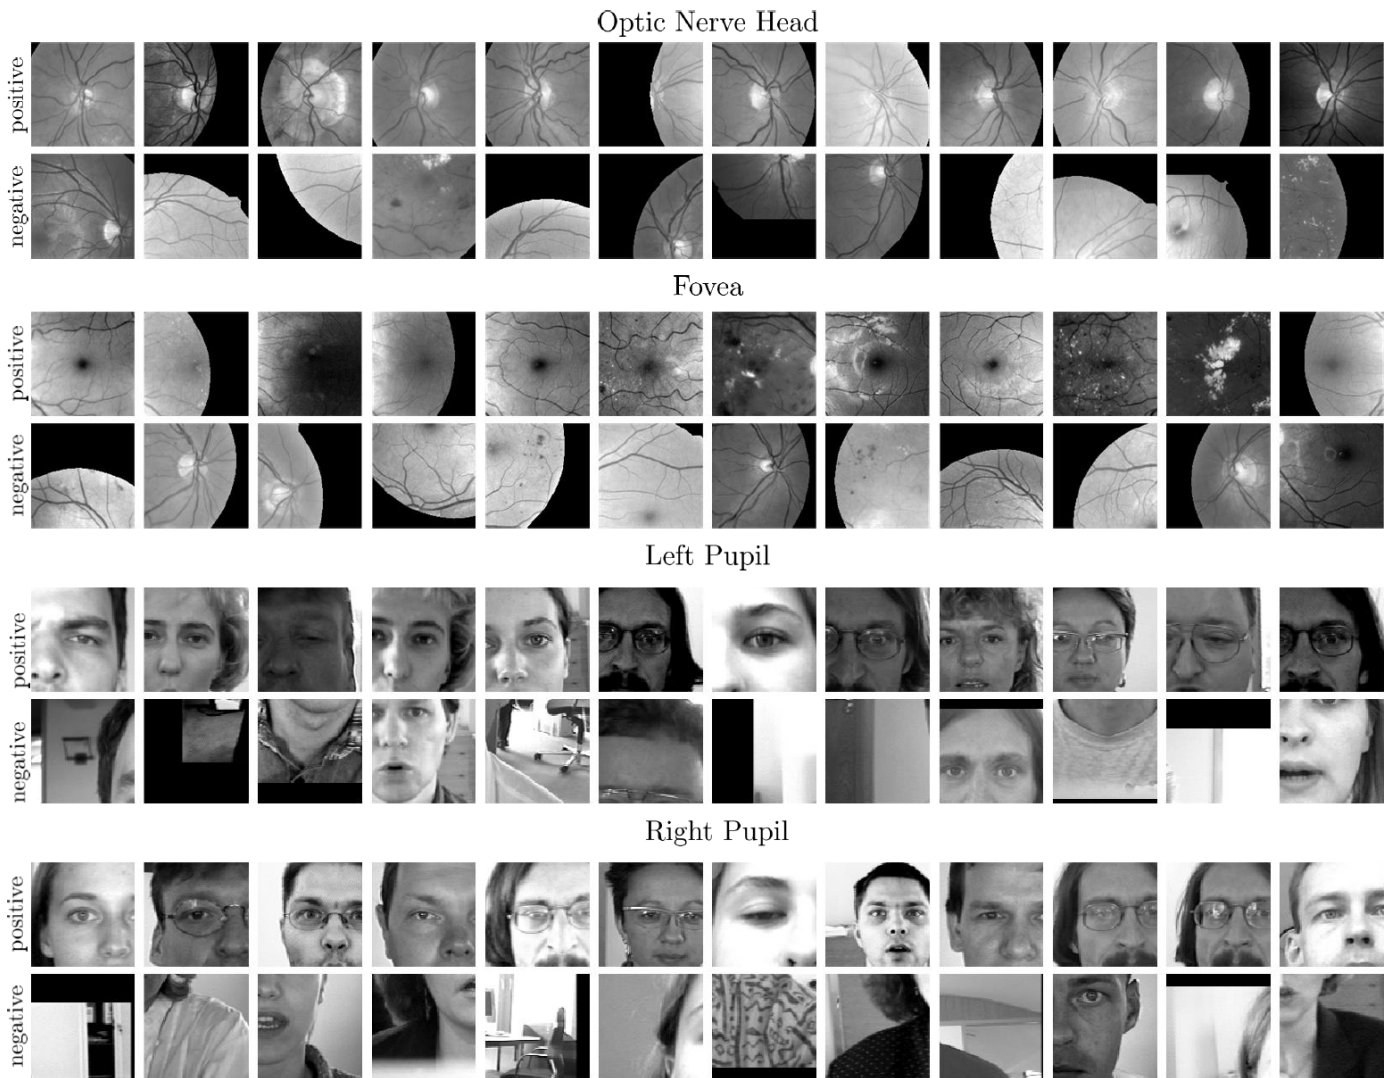 Optic Nerve Head
positive
negative
Fovea
positive
negative
Left Pupil
positive
negative
Right Pupil
positive
negative